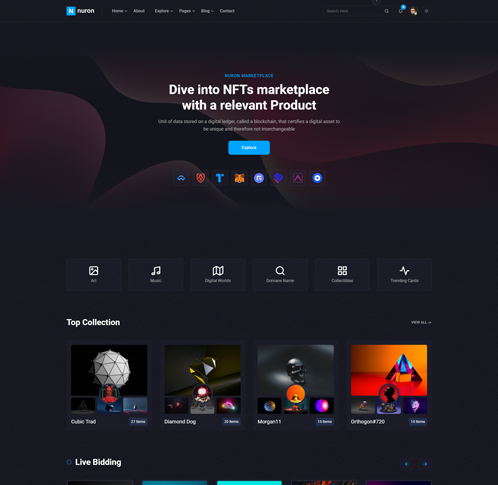 nuron
Home About Explore Pages Blog Contact
Search Here
NURON MARKETPLACE
Dive into NFTs marketplace
with a relevant Product
Unit of data stored on a digital ledger, called a blockchain, that certifies a digital asset to
be unique and therefore not interchangeable
Explore
Art
Music
Digital Worlds
Domane Name
Collectibles
Trending Cards
Top Collection
VIEW ALL
Cubic Trad
27 Items
Diamond Dog
20 Items
Morgan11
15 Items
Orthogon#720
10 Items
Live Bidding